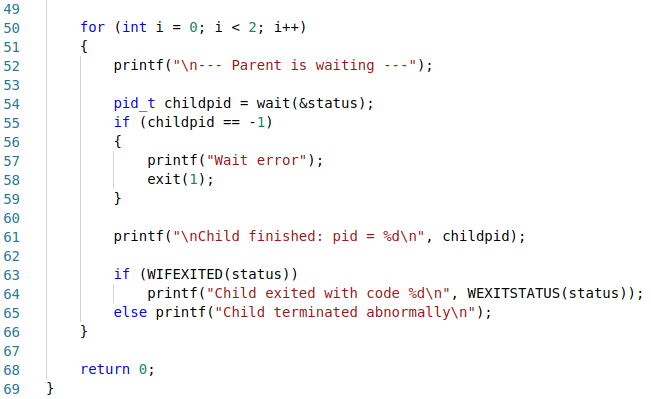 49
50     for (int i = 0; i < 2; i++)
51     {
52         printf("\n--- Parent is waiting ---");
53
54         pid_t childpid = wait(&status);
55         if (childpid == -1)
56         {
57             printf("Wait error");
58             exit(1);
59         }
60
61         printf("\nChild finished: pid = %d\n", childpid);
62
63         if (WIFEXITED(status))
64             printf("Child exited with code %d\n", WEXITSTATUS(status));
65         else printf("Child terminated abnormally\n");
66     }
67
68     return 0;
69 }